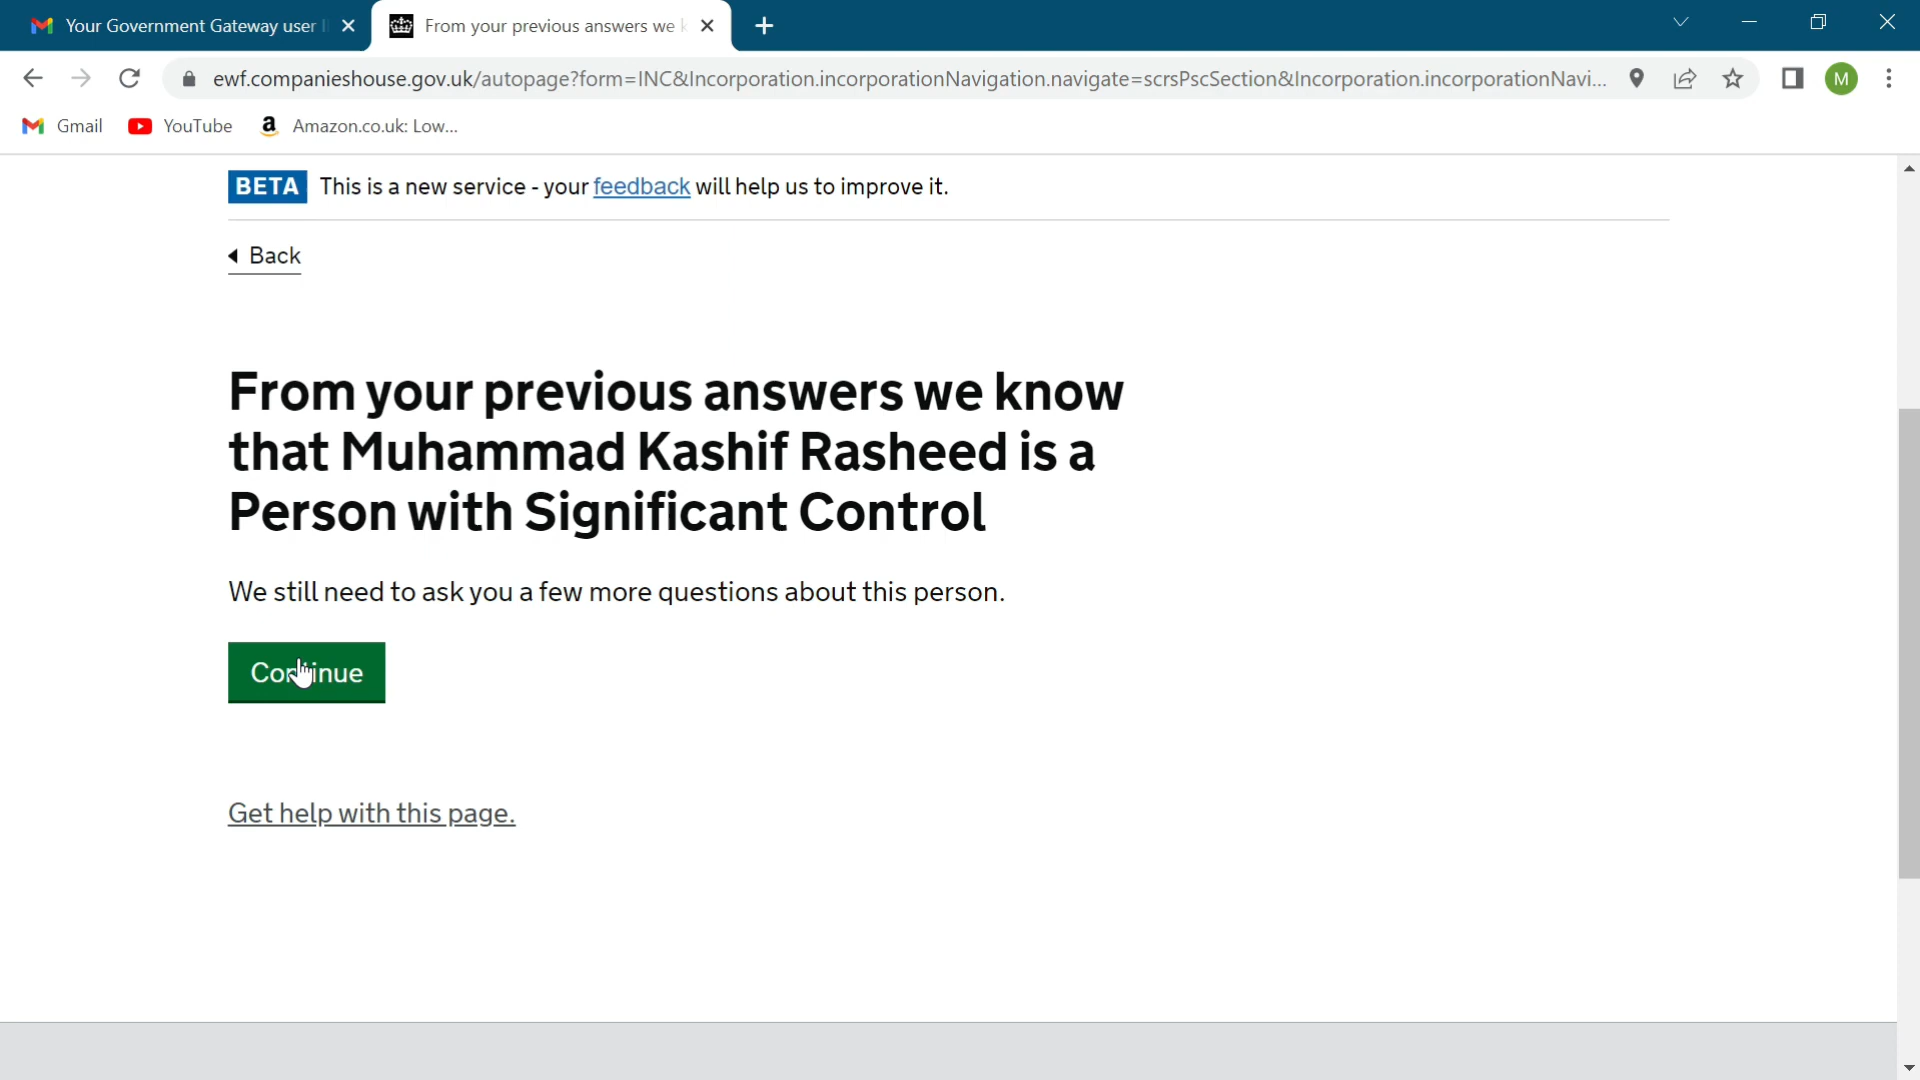 Your Government Gateway user
From your previous answers we
ewf.companieshouse.gov.uk/autopage?form=INC&Incorporation.incorporationNavigation.navigate=scrsPscSection&Incorporation.incorporationNavi...
M
Gmail
YouTube
Amazon.co.uk: Low...
BETA This is a new service - your feedback will help us to improve it.
Back
From your previous answers we know
that Muhammad Kashif Rasheed is a
Person with Significant Control
We still need to ask you a few more questions about this person.
Continue
Get help with this page.